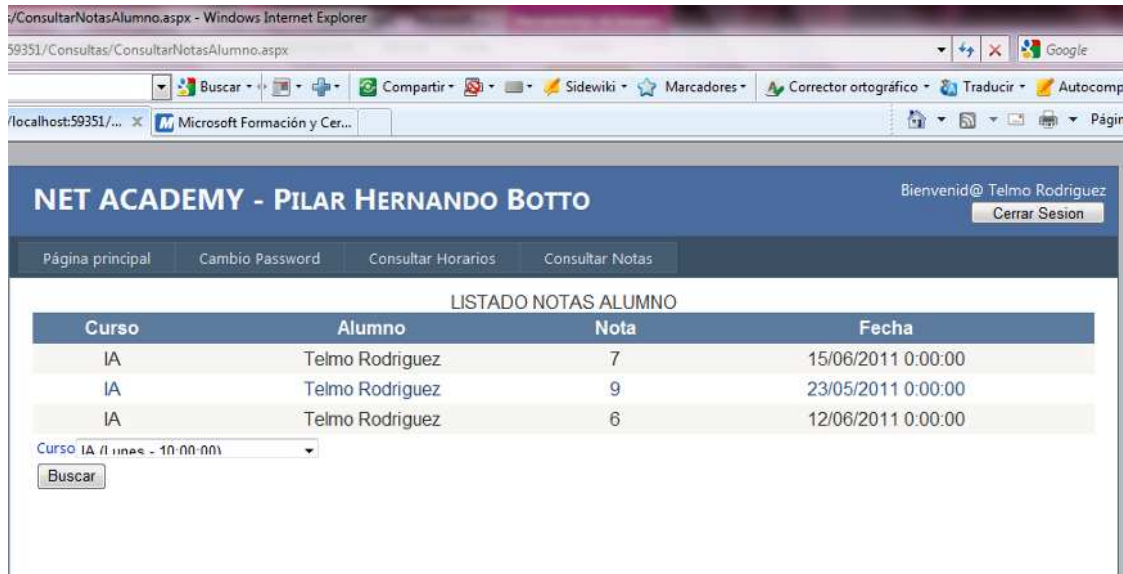 s/ConsultarNotasAlumno.aspx - Windows Internet Explorer
59351/Consultas/ConsultarNotasAlumno.aspx Google
Buscar Compartir Sidewiki Marcadores Corrector ortográfico Traducir Autocomp
/localhost:59351/... Microsoft Formación y Cer... Págin
NET ACADEMY - PILAR HERNANDO BOTTO
Bienvenid@ Telmo Rodriguez
Cerrar Sesion
Página principal Cambio Password Consultar Horarios Consultar Notas
LISTADO NOTAS ALUMNO
Curso Alumno Nota Fecha
IA Telmo Rodriguez 7 15/06/2011 0:00:00
IA Telmo Rodriguez 9 23/05/2011 0:00:00
IA Telmo Rodriguez 6 12/06/2011 0:00:00
Curso IA (Lunes - 10:00:00)
Buscar